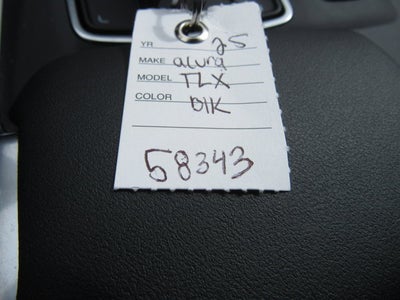 YR 25
MAKE acura
MODEL TLX
COLOR blk
58343